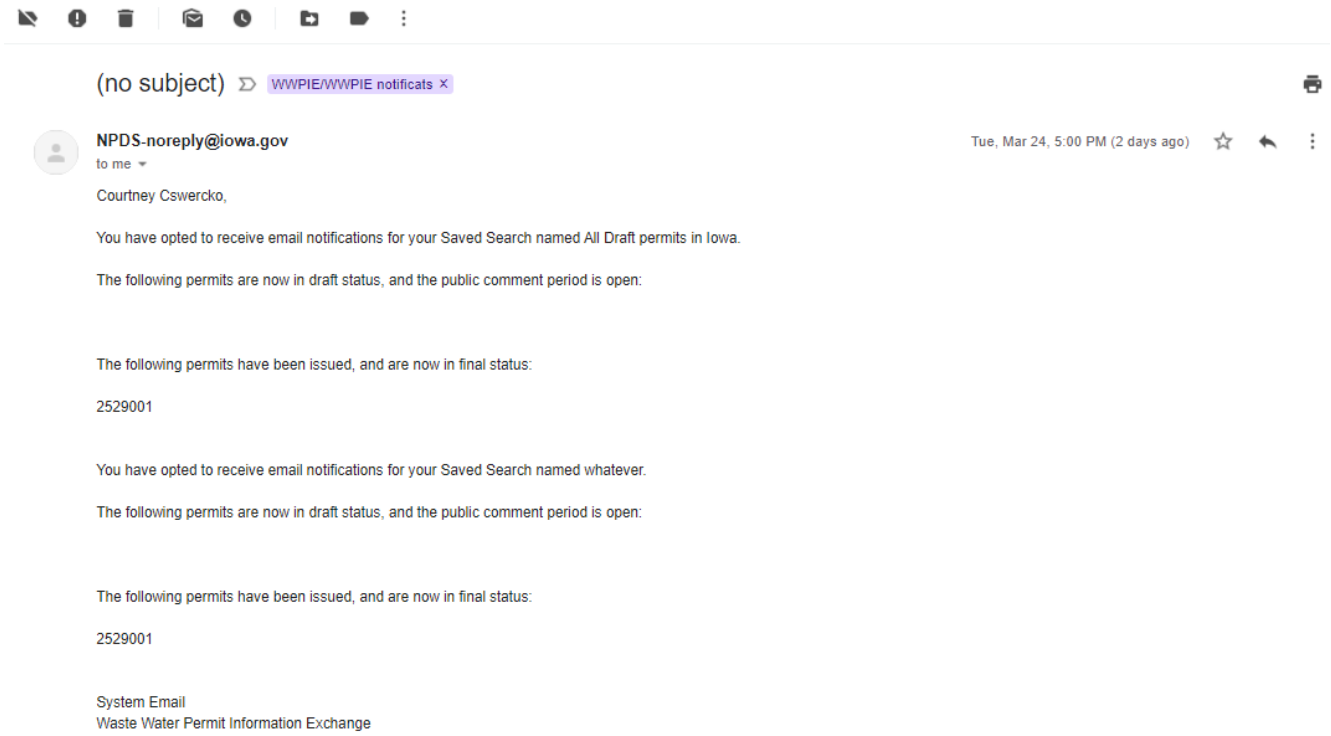 (no subject) WWPIE/WWPIE notificats X
NPDS-noreply@iowa.gov Tue, Mar 24, 5:00 PM (2 days ago)
to me
Courtney Cswercko,
You have opted to receive email notifications for your Saved Search named All Draft permits in Iowa.
The following permits are now in draft status, and the public comment period is open:
The following permits have been issued, and are now in final status:
2529001
You have opted to receive email notifications for your Saved Search named whatever.
The following permits are now in draft status, and the public comment period is open:
The following permits have been issued, and are now in final status:
2529001
System Email
Waste Water Permit Information Exchange